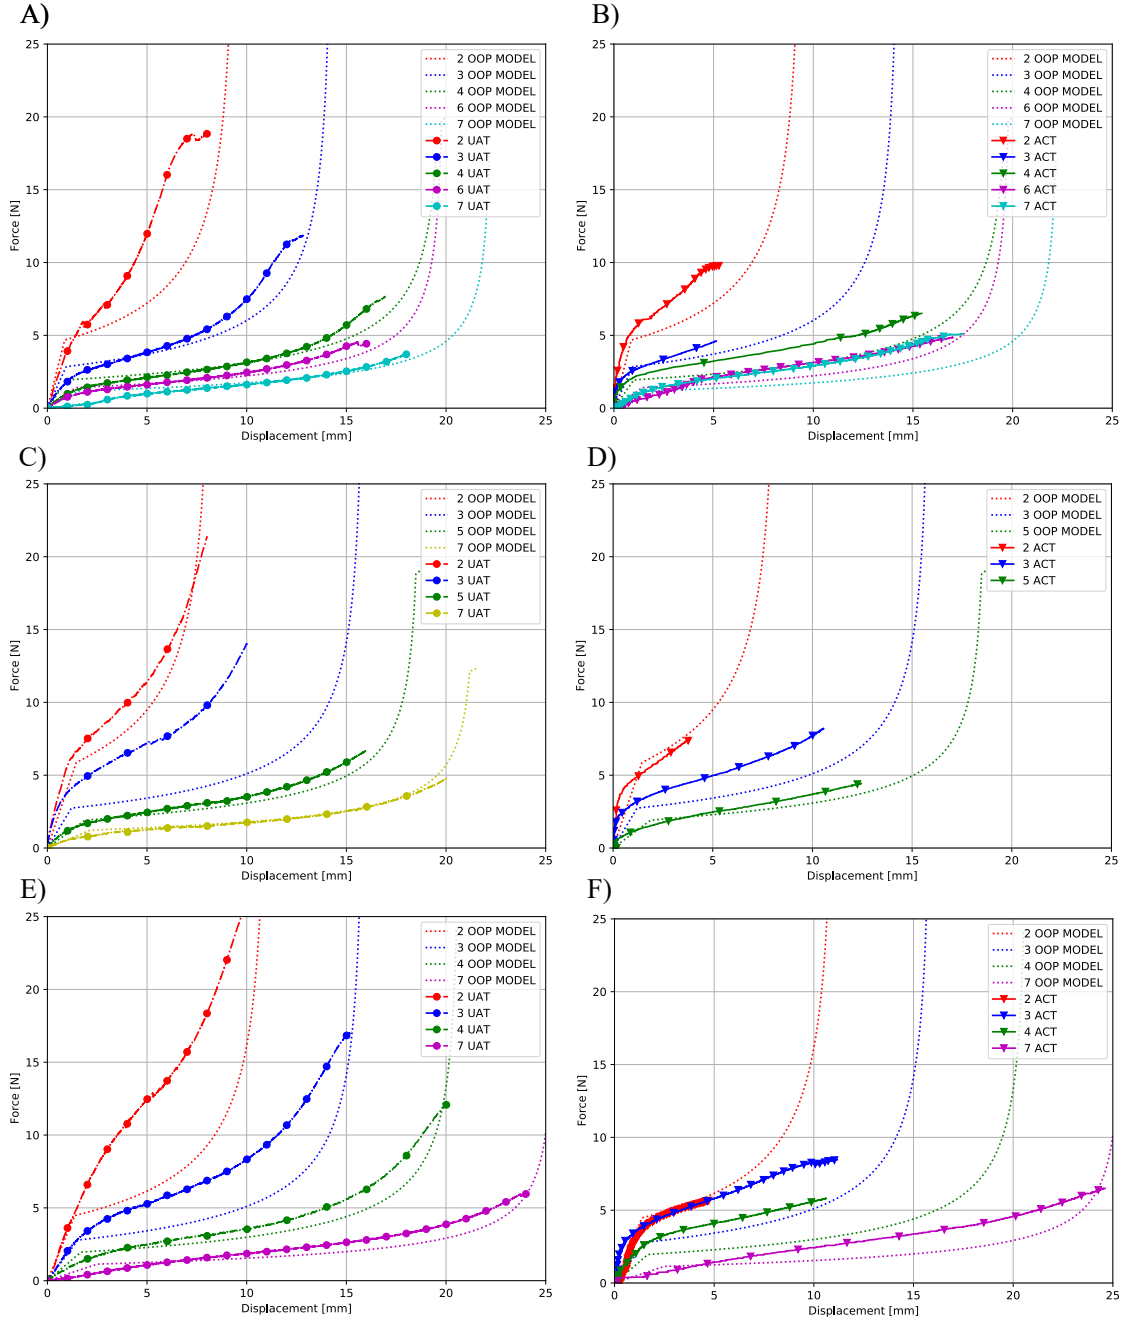 A)
25
20
15
10
5
0
0
5
10
15
20
25
Force [N]
Displacement [mm]
2 OOP MODEL
3 OOP MODEL
4 OOP MODEL
6 OOP MODEL
7 OOP MODEL
2 UAT
3 UAT
4 UAT
6 UAT
7 UAT
B)
25
20
15
10
5
0
0
5
10
15
20
25
Force [N]
Displacement [mm]
2 OOP MODEL
3 OOP MODEL
4 OOP MODEL
6 OOP MODEL
7 OOP MODEL
2 ACT
3 ACT
4 ACT
6 ACT
7 ACT
C)
25
20
15
10
5
0
0
5
10
15
20
25
Force [N]
Displacement [mm]
2 OOP MODEL
3 OOP MODEL
5 OOP MODEL
7 OOP MODEL
2 UAT
3 UAT
5 UAT
7 UAT
D)
25
20
15
10
5
0
0
5
10
15
20
25
Force [N]
Displacement [mm]
2 OOP MODEL
3 OOP MODEL
5 OOP MODEL
2 ACT
3 ACT
5 ACT
E)
25
20
15
10
5
0
0
5
10
15
20
25
Force [N]
Displacement [mm]
2 OOP MODEL
3 OOP MODEL
4 OOP MODEL
7 OOP MODEL
2 UAT
3 UAT
4 UAT
7 UAT
F)
25
20
15
10
5
0
0
5
10
15
20
25
Force [N]
Displacement [mm]
2 OOP MODEL
3 OOP MODEL
4 OOP MODEL
7 OOP MODEL
2 ACT
3 ACT
4 ACT
7 ACT